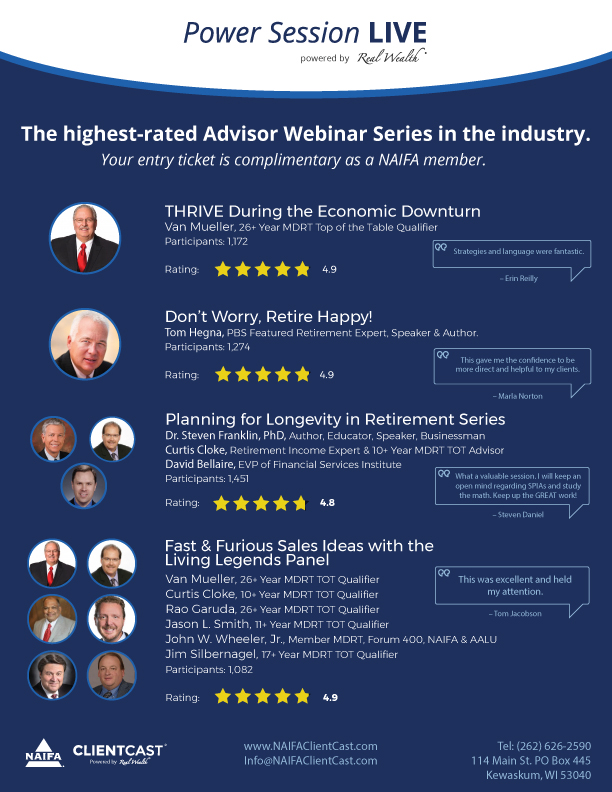 Power Session LIVE
powered by Real Wealth
The highest-rated Advisor Webinar Series in the industry.
Your entry ticket is complimentary as a NAIFA member.
THRIVE During the Economic Downturn
Van Mueller, 26+ Year MDRT Top of the Table Qualifier
Participants: 1,172
Rating: 4.9
Strategies and language were fantastic.
– Erin Reilly
Don't Worry, Retire Happy!
Tom Hegna, PBS Featured Retirement Expert, Speaker & Author.
Participants: 1,274
Rating: 4.9
This gave me the confidence to be
more direct and helpful to my clients.
– Marla Norton
Planning for Longevity in Retirement Series
Dr. Steven Franklin, PhD, Author, Educator, Speaker, Businessman
Curtis Cloke, Retirement Income Expert & 10+ Year MDRT TOT Advisor
David Bellaire, EVP of Financial Services Institute
Participants: 1,451
Rating: 4.8
What a valuable session. I will keep an
open mind regarding SPIAs and study
the math. Keep up the GREAT work!
– Steven Daniel
Fast & Furious Sales Ideas with the
Living Legends Panel
Van Mueller, 26+ Year MDRT TOT Qualifier
Curtis Cloke, 10+ Year MDRT TOT Qualifier
Rao Garuda, 26+ Year MDRT TOT Qualifier
Jason L. Smith, 11+ Year MDRT TOT Qualifier
John W. Wheeler, Jr., Member MDRT, Forum 400, NAIFA & AALU
Jim Silbernagel, 17+ Year MDRT TOT Qualifier
Participants: 1,082
Rating: 4.9
This was excellent and held
my attention.
– Tom Jacobson
NAIFA
CLIENTCAST
Powered by Real Wealth
www.NAIFAClientCast.com
Info@NAIFAClientCast.com
Tel: (262) 626-2590
114 Main St. PO Box 445
Kewaskum, WI 53040